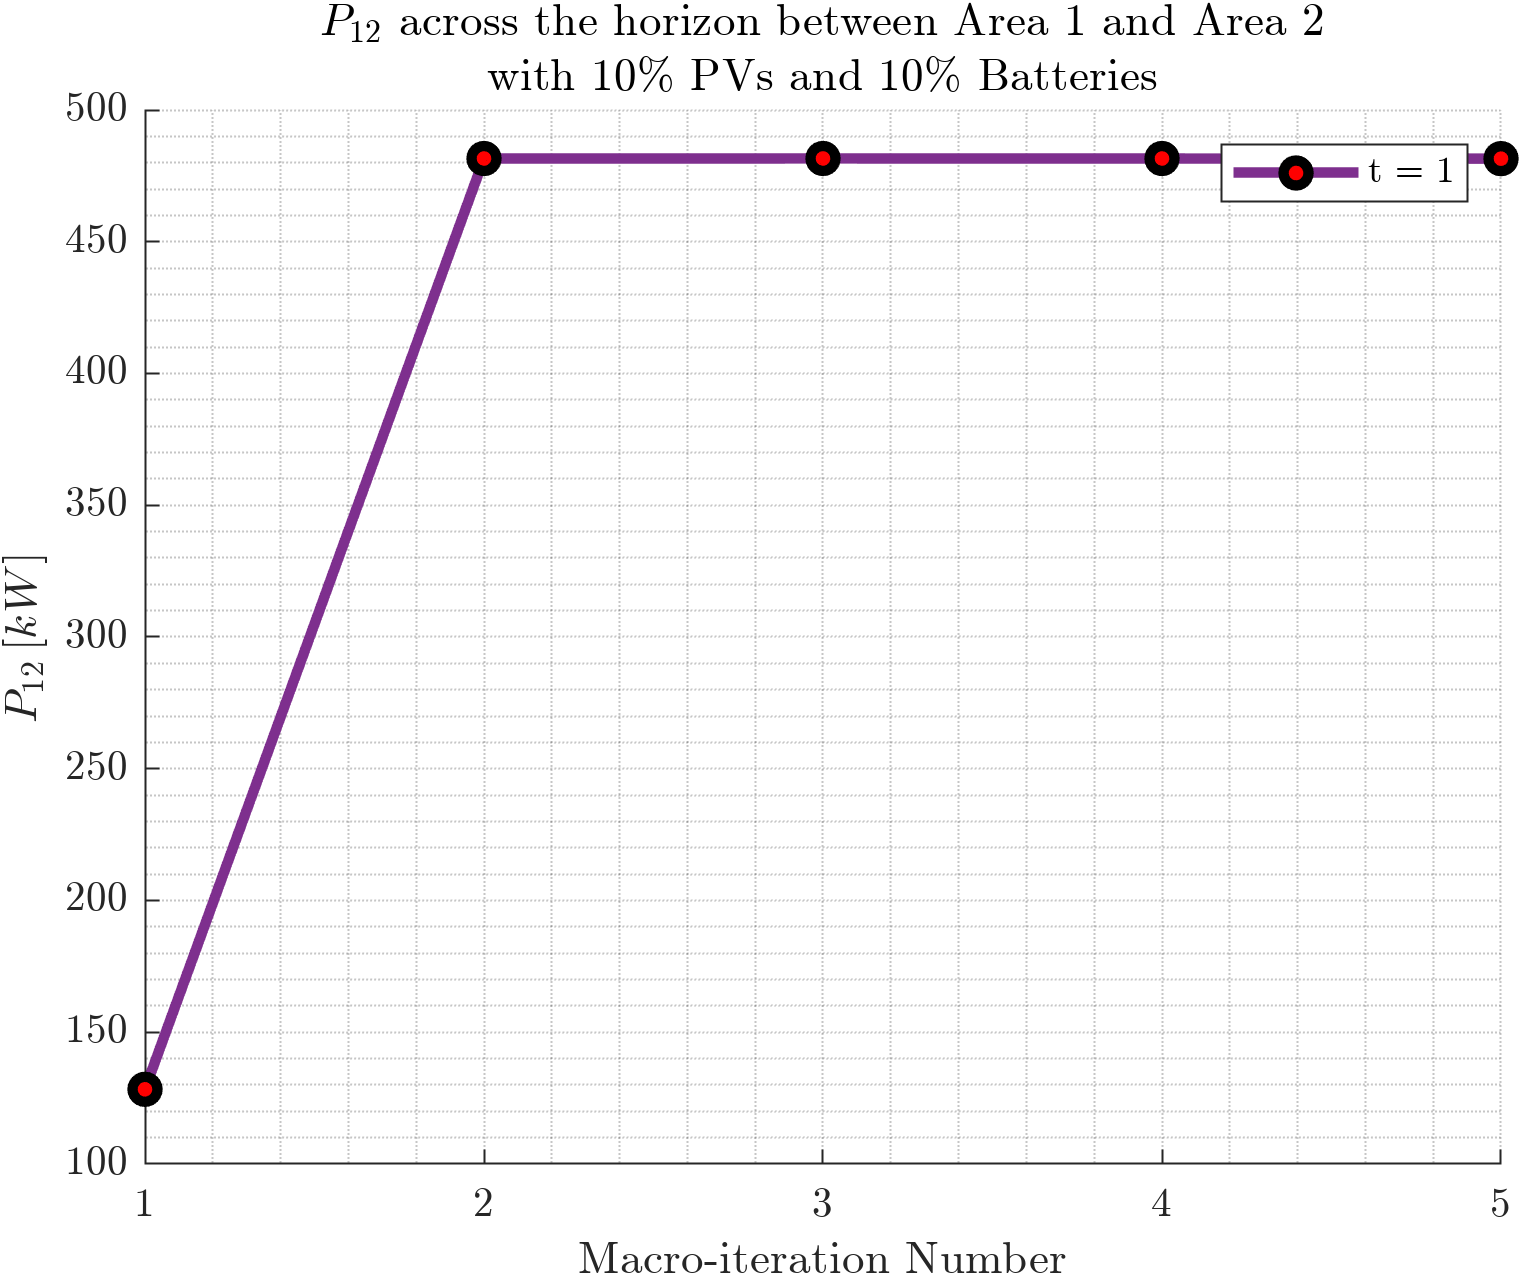 P₁₂ across the horizon between Area 1 and Area 2
with 10% PVs and 10% Batteries
500
450
400
350
300
250
200
150
100
P₁₂ [kW]
t = 1
1 2 3 4 5
Macro-iteration Number